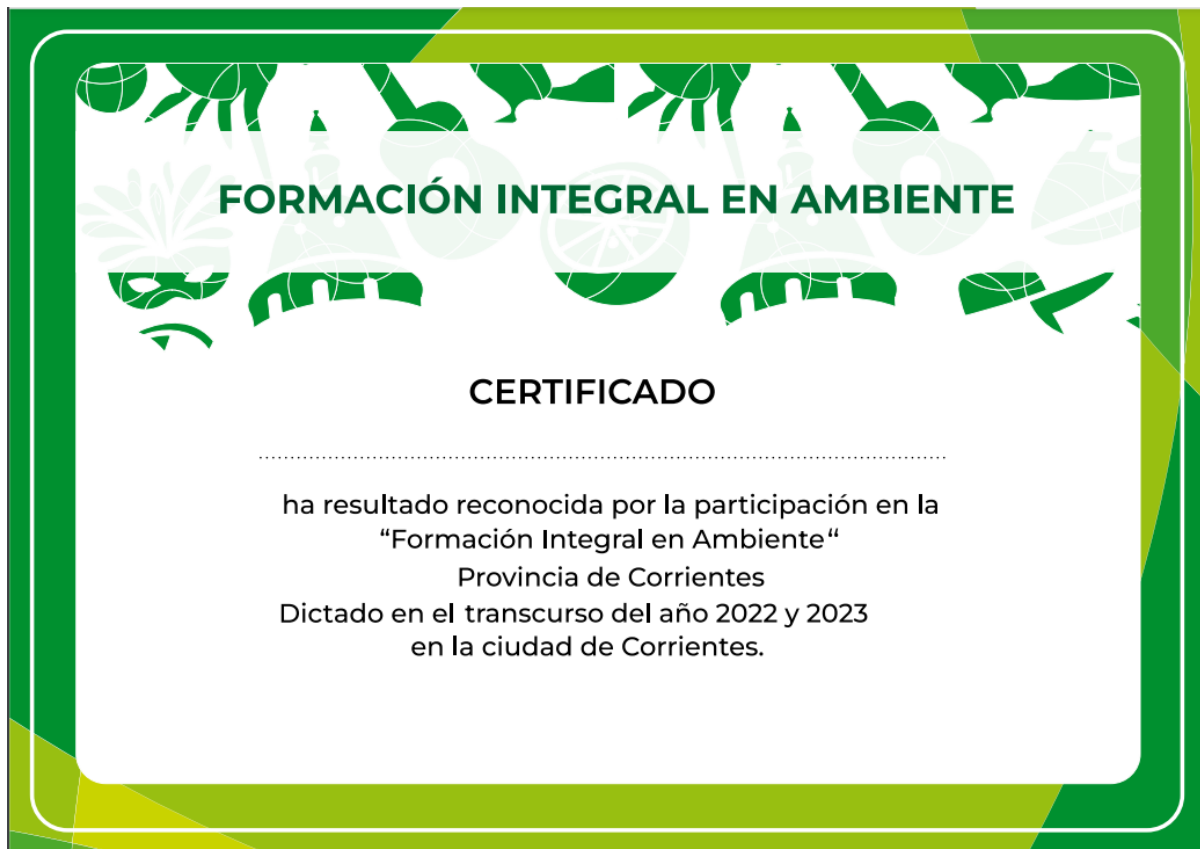 FORMACIÓN INTEGRAL EN AMBIENTE
CERTIFICADO
ha resultado reconocida por la participación en la
“Formación Integral en Ambiente“
Provincia de Corrientes
Dictado en el transcurso del año 2022 y 2023
en la ciudad de Corrientes.